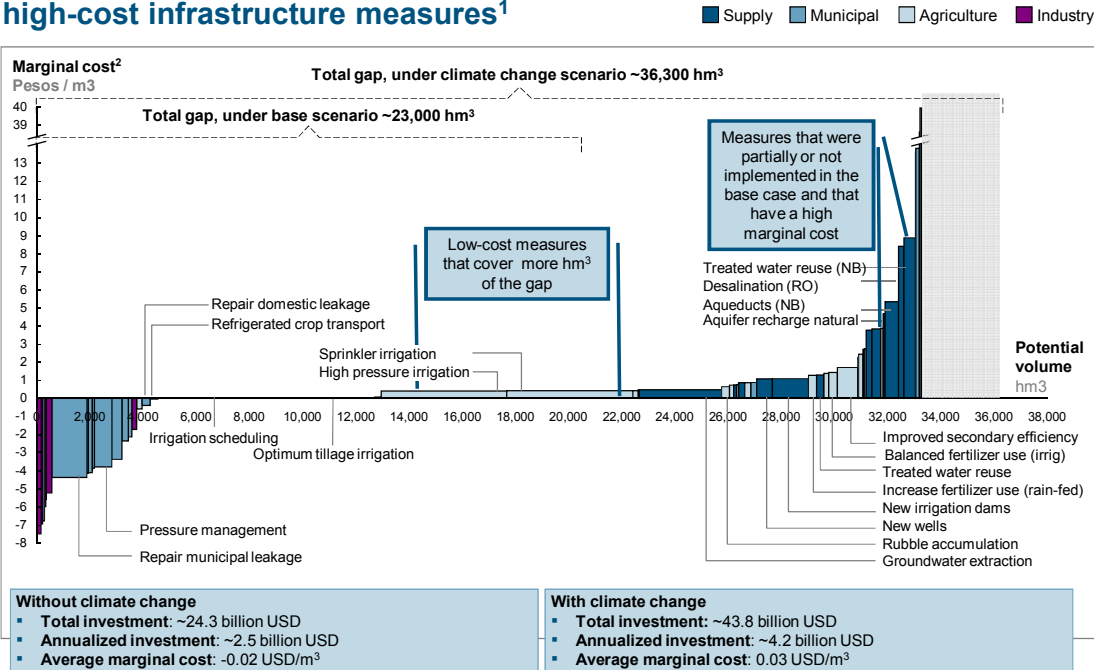 high-cost infrastructure measures1
Supply Municipal Agriculture Industry
Marginal cost2
Pesos / m3
Total gap, under climate change scenario ~36,300 hm3
Total gap, under base scenario ~23,000 hm3
40
39
13
12
11
10
9
8
7
6
5
4
3
2
1
0
-1
-2
-3
-4
-5
-6
-7
-8
Measures that were
partially or not
implemented in the
base case and that
have a high
marginal cost
Low-cost measures
that cover more hm3
of the gap
Treated water reuse (NB)
Desalination (RO)
Aqueducts (NB)
Aquifer recharge natural
Repair domestic leakage
Refrigerated crop transport
Sprinkler irrigation
High pressure irrigation
Potential
volume
hm3
0 2,000 4,000 6,000 8,000 10,000 12,000 14,000 16,000 18,000 20,000 22,000 24,000 26,000 28,000 30,000 32,000 34,000 36,000 38,000
Irrigation scheduling
Optimum tillage irrigation
Pressure management
Repair municipal leakage
Improved secondary efficiency
Balanced fertilizer use (irrig)
Treated water reuse
Increase fertilizer use (rain-fed)
New irrigation dams
New wells
Rubble accumulation
Groundwater extraction
Without climate change
▪ Total investment: ~24.3 billion USD
▪ Annualized investment: ~2.5 billion USD
▪ Average marginal cost: -0.02 USD/m3
With climate change
▪ Total investment: ~43.8 billion USD
▪ Annualized investment: ~4.2 billion USD
▪ Average marginal cost: 0.03 USD/m3